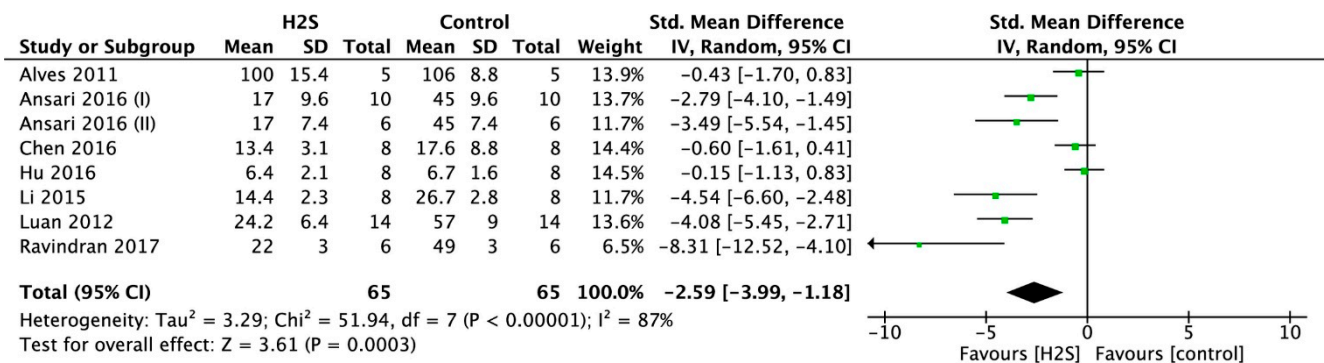 H2S Control Std. Mean Difference Std. Mean Difference
Study or Subgroup Mean SD Total Mean SD Total Weight IV, Random, 95% CI IV, Random, 95% CI
Alves 2011 100 15.4 5 106 8.8 5 13.9% -0.43 [-1.70, 0.83]
Ansari 2016 (I) 17 9.6 10 45 9.6 10 13.7% -2.79 [-4.10, -1.49]
Ansari 2016 (II) 17 7.4 6 45 7.4 6 11.7% -3.49 [-5.54, -1.45]
Chen 2016 13.4 3.1 8 17.6 8.8 8 14.4% -0.60 [-1.61, 0.41]
Hu 2016 6.4 2.1 8 6.7 1.6 8 14.5% -0.15 [-1.13, 0.83]
Li 2015 14.4 2.3 8 26.7 2.8 8 11.7% -4.54 [-6.60, -2.48]
Luan 2012 24.2 6.4 14 57 9 14 13.6% -4.08 [-5.45, -2.71]
Ravindran 2017 22 3 6 49 3 6 6.5% -8.31 [-12.52, -4.10]
Total (95% CI) 65 65 100.0% -2.59 [-3.99, -1.18]
Heterogeneity: Tau² = 3.29; Chi² = 51.94, df = 7 (P < 0.00001); I² = 87%
Test for overall effect: Z = 3.61 (P = 0.0003)
-10 -5 0 5 10
Favours [H2S] Favours [control]